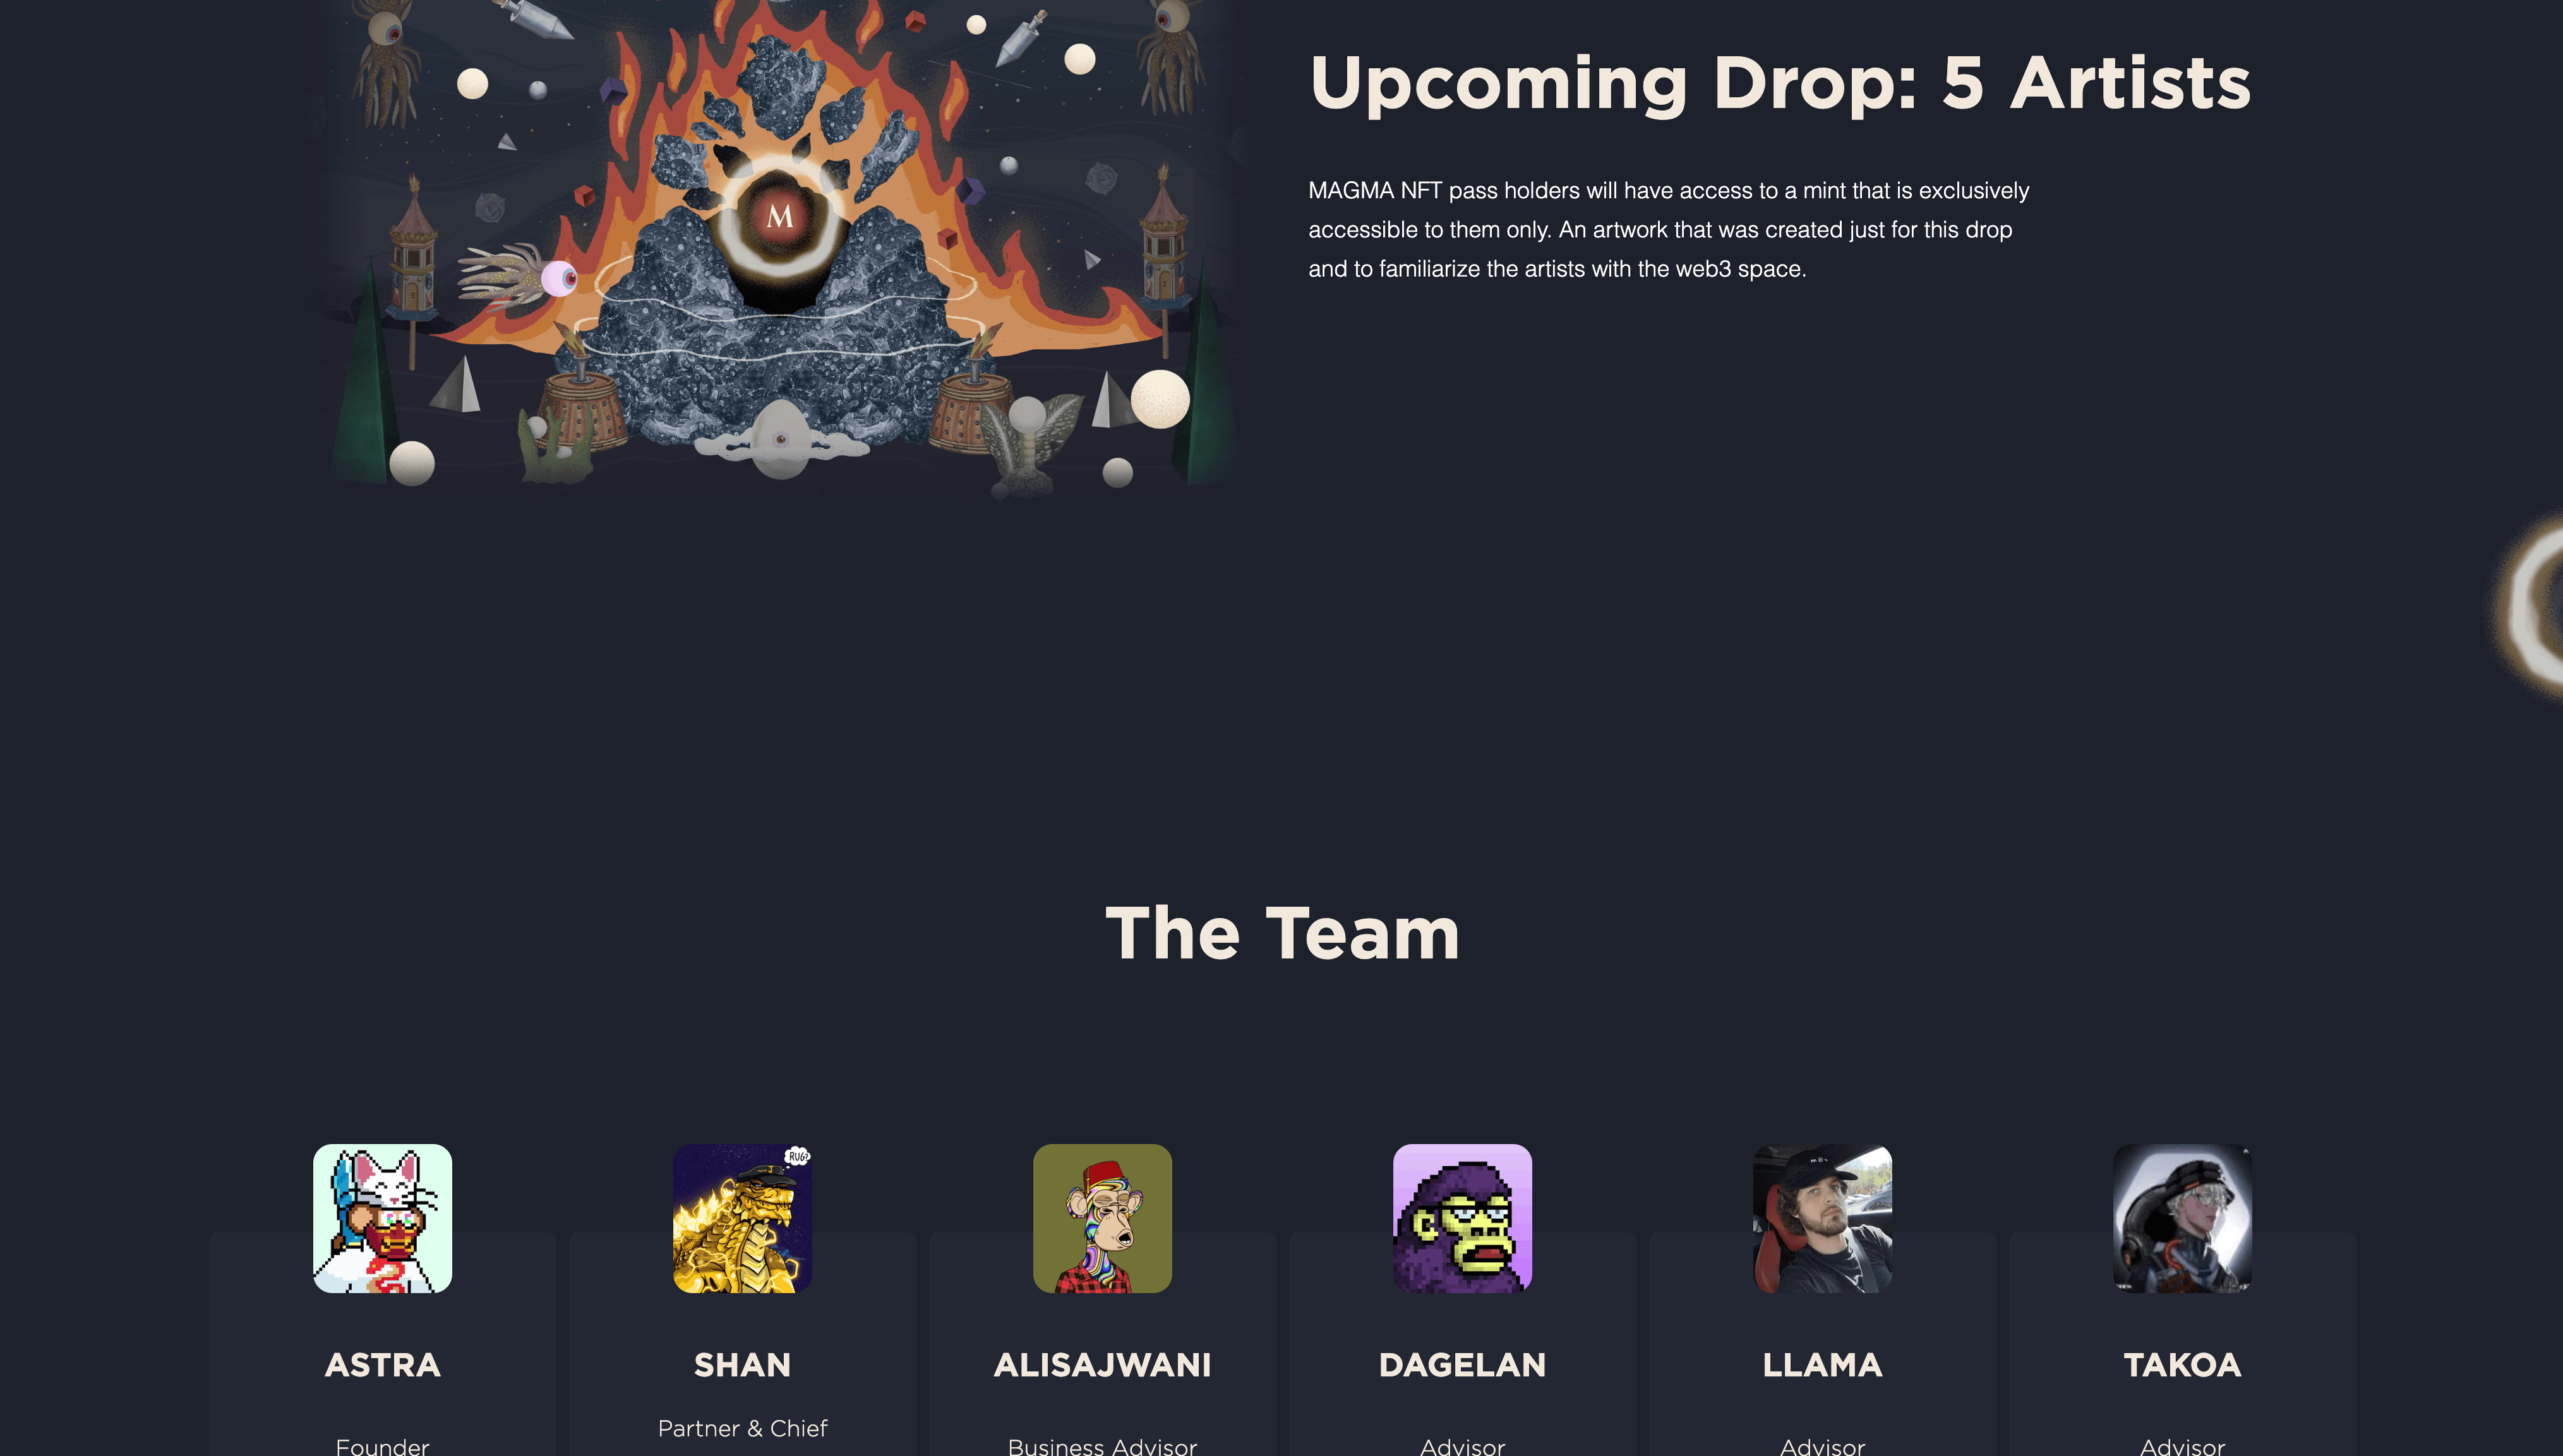 M
Upcoming Drop: 5 Artists
MAGMA NFT pass holders will have access to a mint that is exclusively
accessible to them only. An artwork that was created just for this drop
and to familiarize the artists with the web3 space.
The Team
RUG?
ASTRA
Founder
SHAN
Partner & Chief
ALISAJWANI
Business Advisor
DAGELAN
Advisor
LLAMA
Advisor
TAKOA
Advisor